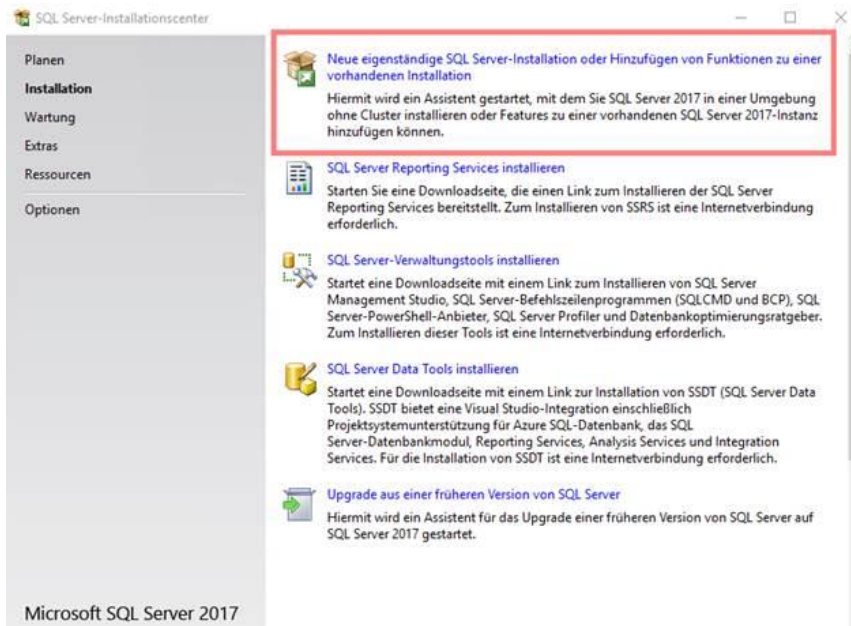 SQL Server-Installationscenter
Planen
Installation
Wartung
Extras
Ressourcen
Optionen
Microsoft SQL Server 2017
Neue eigenständige SQL Server-Installation oder Hinzufügen von Funktionen zu einer
vorhandenen Installation
Hiermit wird ein Assistent gestartet, mit dem Sie SQL Server 2017 in einer Umgebung
ohne Cluster installieren oder Features zu einer vorhandenen SQL Server 2017-Instanz
hinzufügen können.
SQL Server Reporting Services installieren
Starten Sie eine Downloadseite, die einen Link zum Installieren der SQL Server
Reporting Services bereitstellt. Zum Installieren von SSRS ist eine Internetverbindung
erforderlich.
SQL Server-Verwaltungstools installieren
Startet eine Downloadseite mit einem Link zum Installieren von SQL Server
Management Studio, SQL Server-Befehlszeilenprogrammen (SQLCMD und BCP), SQL
Server-PowerShell-Anbieter, SQL Server Profiler und Datenbankoptimierungsratgeber.
Zum Installieren dieser Tools ist eine Internetverbindung erforderlich.
SQL Server Data Tools installieren
Startet eine Downloadseite mit einem Link zur Installation von SSDT (SQL Server Data
Tools). SSDT bietet eine Visual Studio-Integration einschließlich
Projektsystemunterstützung für Azure SQL-Datenbank, das SQL
Server-Datenbankmodul, Reporting Services, Analysis Services und Integration
Services. Für die Installation von SSDT ist eine Internetverbindung erforderlich.
Upgrade aus einer früheren Version von SQL Server
Hiermit wird ein Assistent für das Upgrade einer früheren Version von SQL Server auf
SQL Server 2017 gestartet.